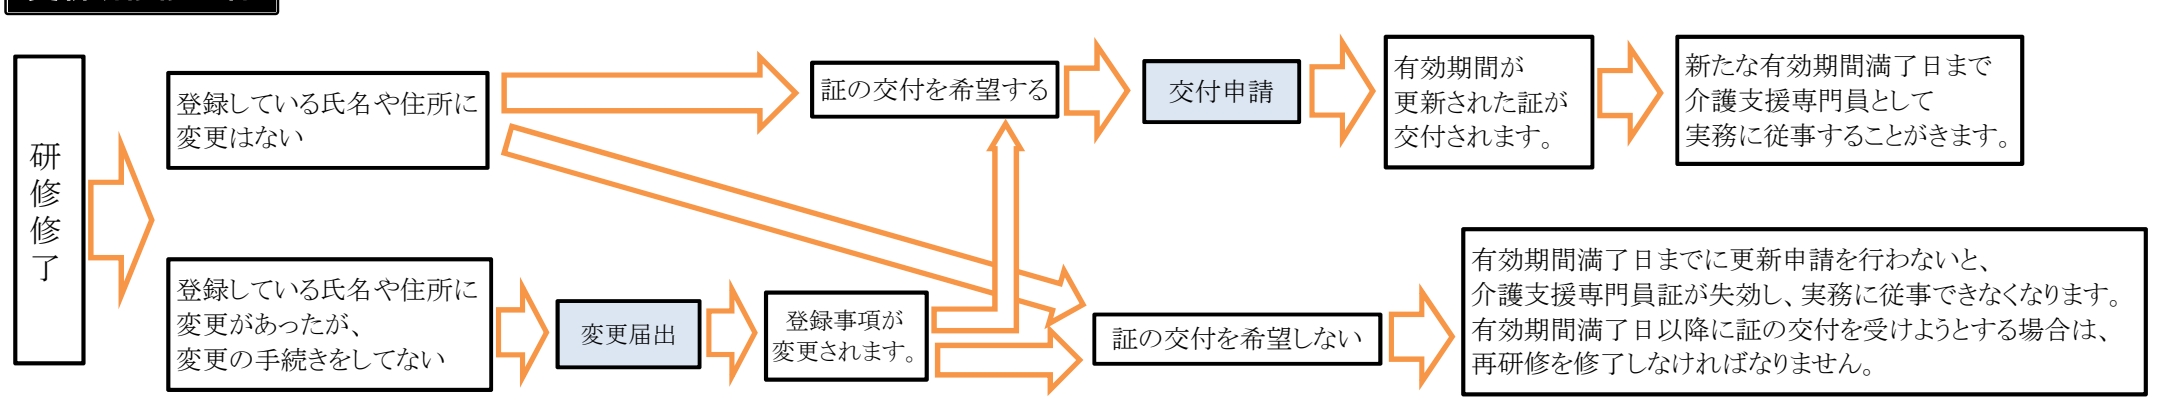 研修修了
登録している氏名や住所に
変更はない
証の交付を希望する
交付申請
有効期間が
更新された証が
交付されます。
新たな有効期間満了日まで
介護支援専門員として
実務に従事することがきます。
登録している氏名や住所に
変更があったが、
変更の手続きをしてない
変更届出
登録事項が
変更されます。
証の交付を希望しない
有効期間満了日までに更新申請を行わないと、
介護支援専門員証が失効し、実務に従事できなくなります。
有効期間満了日以降に証の交付を受けようとする場合は、
再研修を修了しなければなりません。